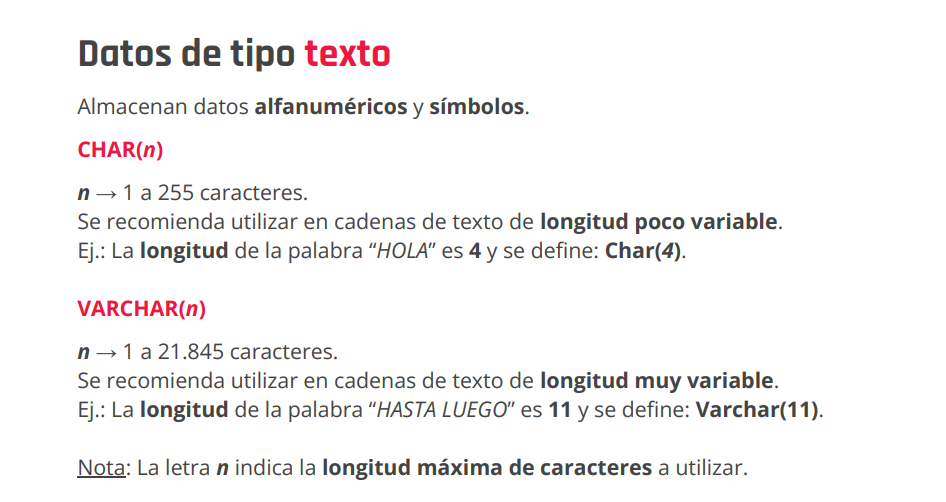 Datos de tipo texto
Almacenan datos alfanuméricos y símbolos.
CHAR(n)
n → 1 a 255 caracteres.
Se recomienda utilizar en cadenas de texto de longitud poco variable.
Ej.: La longitud de la palabra “HOLA” es 4 y se define: Char(4).
VARCHAR(n)
n → 1 a 21.845 caracteres.
Se recomienda utilizar en cadenas de texto de longitud muy variable.
Ej.: La longitud de la palabra “HASTA LUEGO” es 11 y se define: Varchar(11).
Nota: La letra n indica la longitud máxima de caracteres a utilizar.